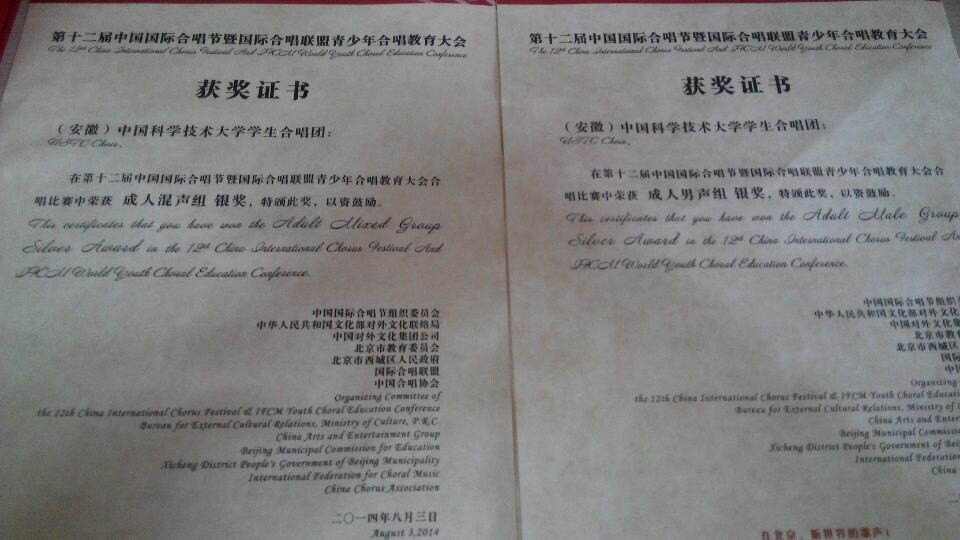 第十二届中国国际合唱节暨国际合唱联盟青少年合唱教育大会
The 12th China International Chorus Festival And IFCM World Youth Choral Education Conference
获奖证书
（安徽）中国科学技术大学学生合唱团：
USTC Choir,
在第十二届中国国际合唱节暨国际合唱联盟青少年合唱教育大会合
唱比赛中荣获 成人混声组 银奖，特颁此奖，以资鼓励。
This certificates that you have won the Adult Mixed Group
Silver Award in the 12th China International Chorus Festival And
IFCM World Youth Choral Education Conference.
中国国际合唱节组织委员会
中华人民共和国文化部对外文化联络局
中国对外文化集团公司
北京市教育委员会
北京市西城区人民政府
国际合唱联盟
中国合唱协会
Organizing Committee of
the 12th China International Chorus Festival & IFCM Youth Choral Education Conference
Bureau for External Cultural Relations, Ministry of Culture, P.R.C.
China Arts and Entertainment Group
Beijing Municipal Commission for Education
Xicheng District People's Government of Beijing Municipality
International Federation for Choral Music
China Chorus Association
二〇一四年八月三日
August 3,2014
第十二届中国国际合唱节暨国际合唱联盟青少年合唱教育大会
The 12th China International Chorus Festival And IFCM World Youth Choral Education Conference
获奖证书
（安徽）中国科学技术大学学生合唱团：
USTC Choir,
在第十二届中国国际合唱节暨国际合唱联盟青少年合唱教育大会合
唱比赛中荣获 成人男声组 银奖，特颁此奖，以资鼓励。
This certificates that you have won the Adult Male Group
Silver Award in the 12th China International Chorus Festival An
IFCM World Youth Choral Education Conference.
中国国际合唱节组织
中华人民共和国文化部对外文化
中国对外文
北京市教
北京市西城区
国际
中
Organizing
the 12th China International Chorus Festival & IFCM Youth Choral Educatio
Bureau for External Cultural Relations, Ministry of
China Arts and Enter
Beijing Municipal Commissi
Xicheng District People's Government of Bei
International Federation
China
在北京，听世界的歌声！